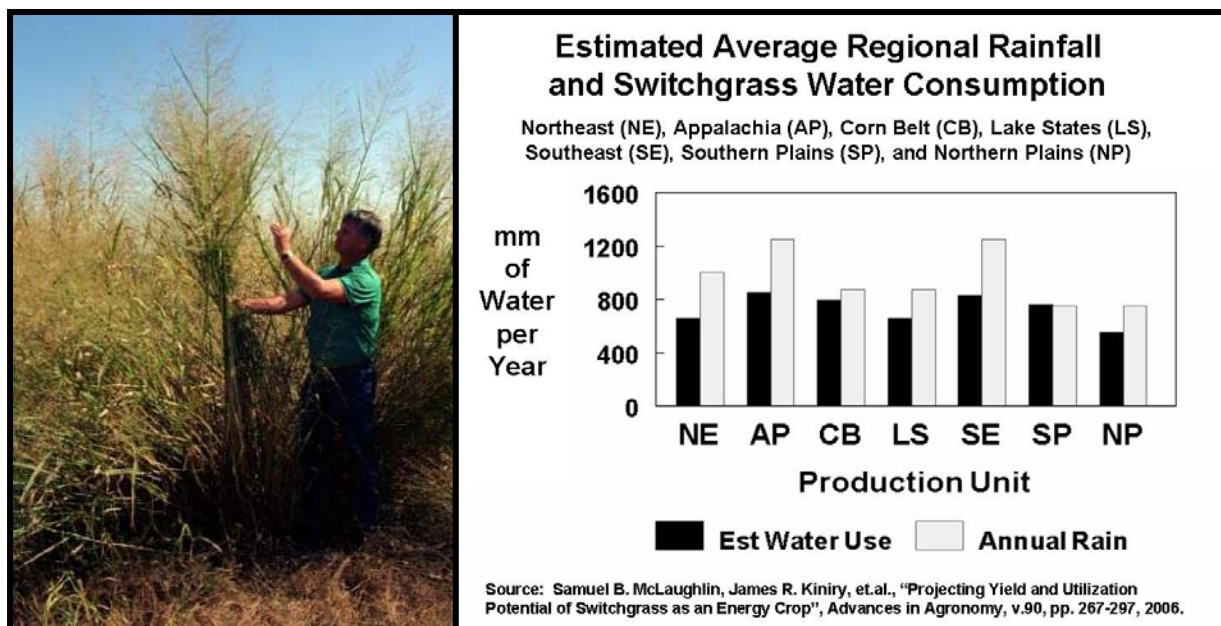 Estimated Average Regional Rainfall
and Switchgrass Water Consumption
Northeast (NE), Appalachia (AP), Corn Belt (CB), Lake States (LS),
Southeast (SE), Southern Plains (SP), and Northern Plains (NP)
mm
of
Water
per
Year
1600
1200
800
400
0
NE AP CB LS SE SP NP
Production Unit
Est Water Use Annual Rain
Source: Samuel B. McLaughlin, James R. Kiniry, et.al., “Projecting Yield and Utilization
Potential of Switchgrass as an Energy Crop”, Advances in Agronomy, v.90, pp. 267-297, 2006.